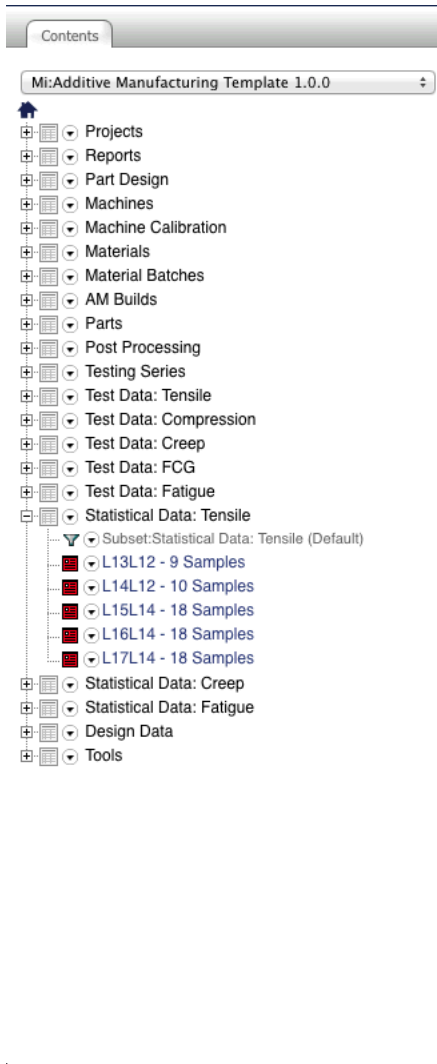 Contents
Mi:Additive Manufacturing Template 1.0.0
Projects
Reports
Part Design
Machines
Machine Calibration
Materials
Material Batches
AM Builds
Parts
Post Processing
Testing Series
Test Data: Tensile
Test Data: Compression
Test Data: Creep
Test Data: FCG
Test Data: Fatigue
Statistical Data: Tensile
Subset:Statistical Data: Tensile (Default)
L13L12 - 9 Samples
L14L12 - 10 Samples
L15L14 - 18 Samples
L16L14 - 18 Samples
L17L14 - 18 Samples
Statistical Data: Creep
Statistical Data: Fatigue
Design Data
Tools